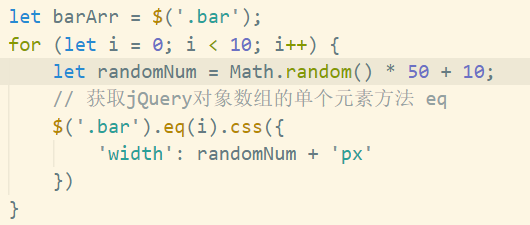 let barArr = $('.bar');
for (let i = 0; i < 10; i++) {
    let randomNum = Math.random() * 50 + 10;
    // 获取jQuery对象数组的单个元素方法 eq
    $('.bar').eq(i).css({
        'width': randomNum + 'px'
    })
}